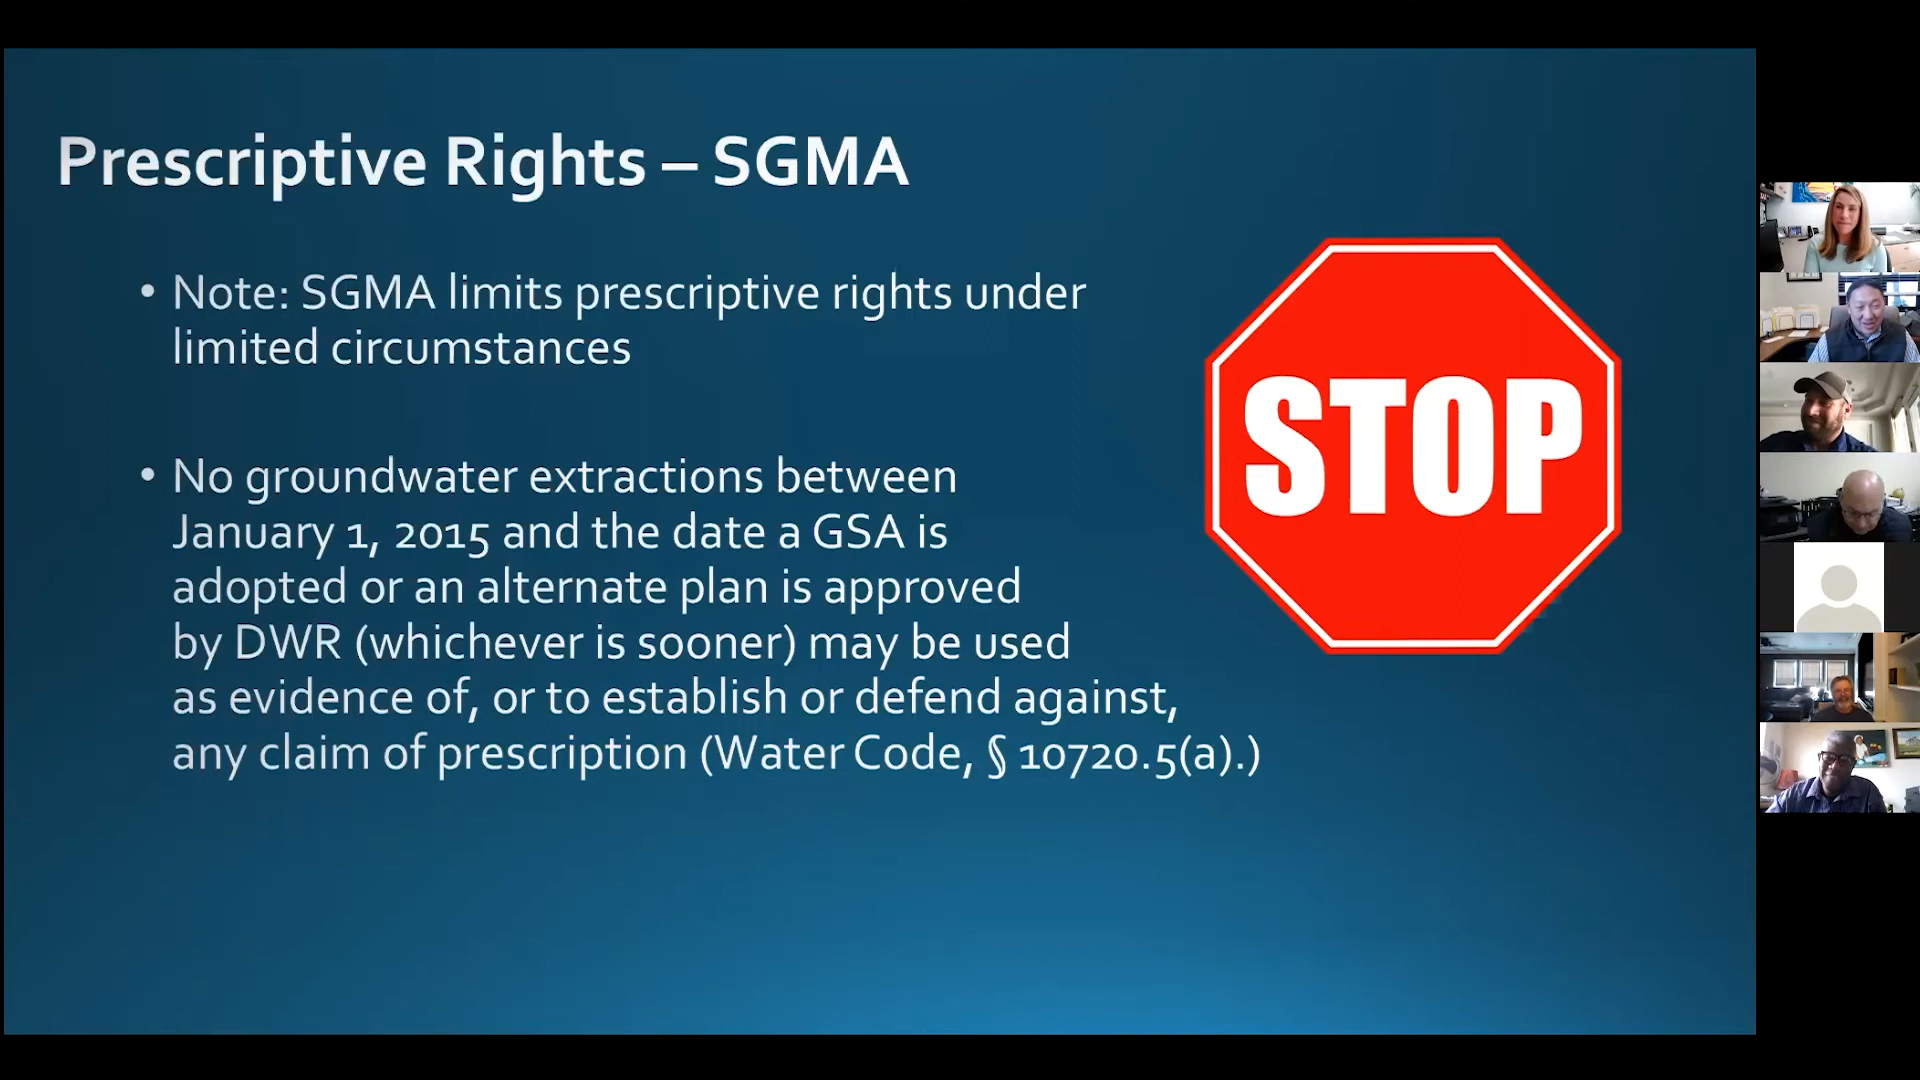 Prescriptive Rights – SGMA
• Note: SGMA limits prescriptive rights under
limited circumstances
• No groundwater extractions between
January 1, 2015 and the date a GSA is
adopted or an alternate plan is approved
by DWR (whichever is sooner) may be used
as evidence of, or to establish or defend against,
any claim of prescription (Water Code, § 10720.5(a).)
STOP